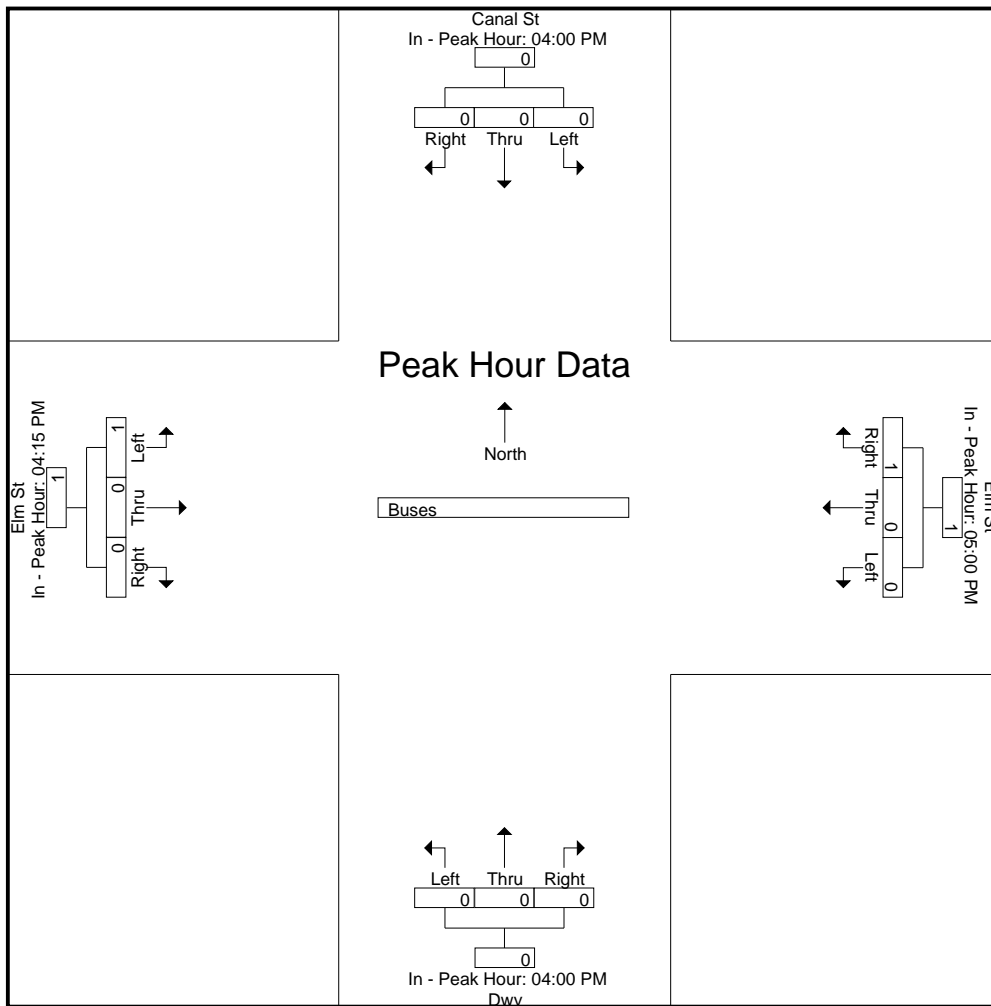 Canal St
In - Peak Hour: 04:00 PM
0
0 0 0
Right Thru Left
Peak Hour Data
North
Buses
Elm St
In - Peak Hour: 04:15 PM
1
1 0 0
Left Thru Right
Elm St
In - Peak Hour: 05:00 PM
1
1 0 0
Right Thru Left
Left Thru Right
0 0 0
0
In - Peak Hour: 04:00 PM
Dwy